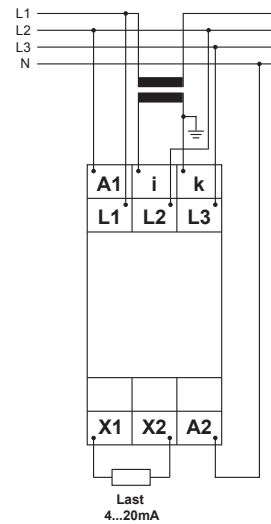 L1
L2
L3
N
A1 i k
L1 L2 L3
X1 X2 A2
Last
4...20mA